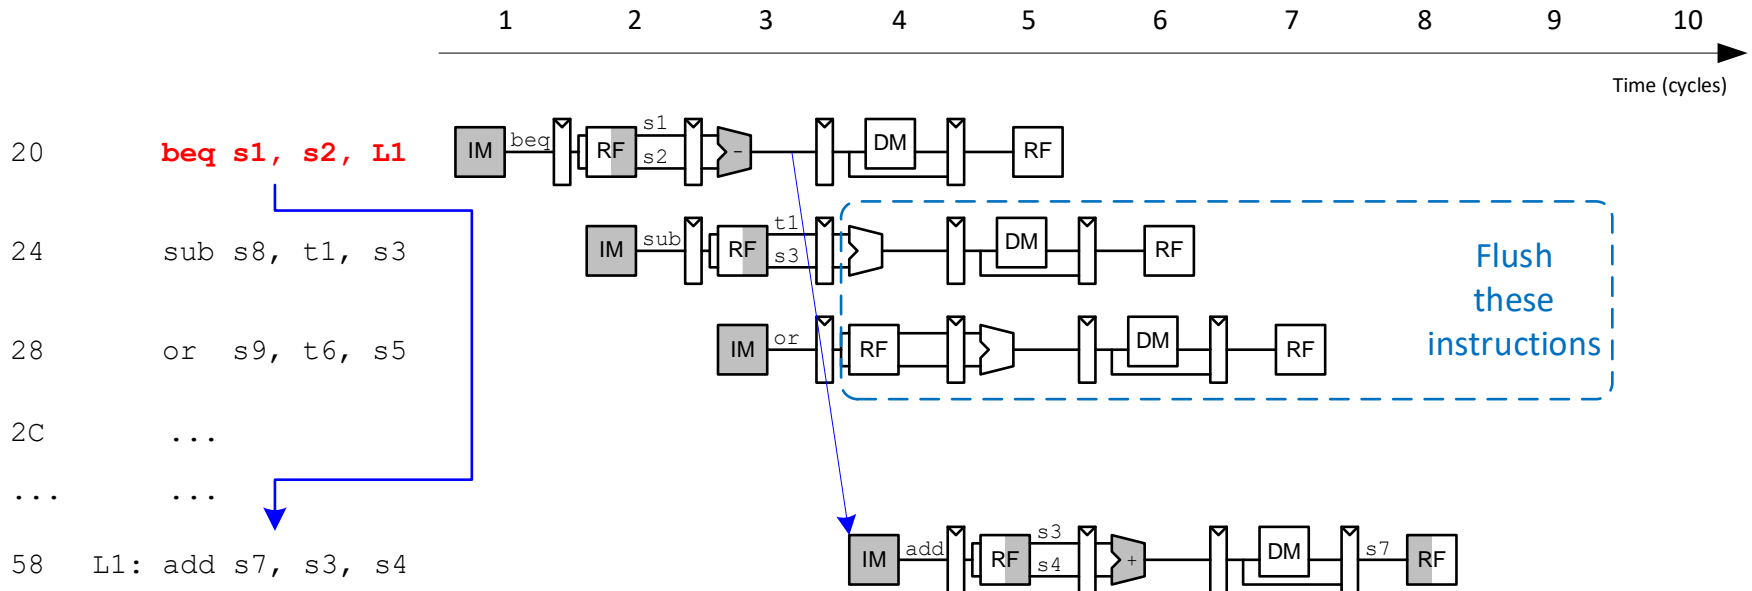 1 2 3 4 5 6 7 8 9 10
Time (cycles)
20 beq s1, s2, L1 IM beq RF s1 s2 - DM RF
24 sub s8, t1, s3 IM sub RF t1 s3 DM RF
Flush
these
instructions
28 or s9, t6, s5 IM or RF DM RF
2C ...
... ...
58 L1: add s7, s3, s4 IM add RF s3 s4 + DM s7 RF